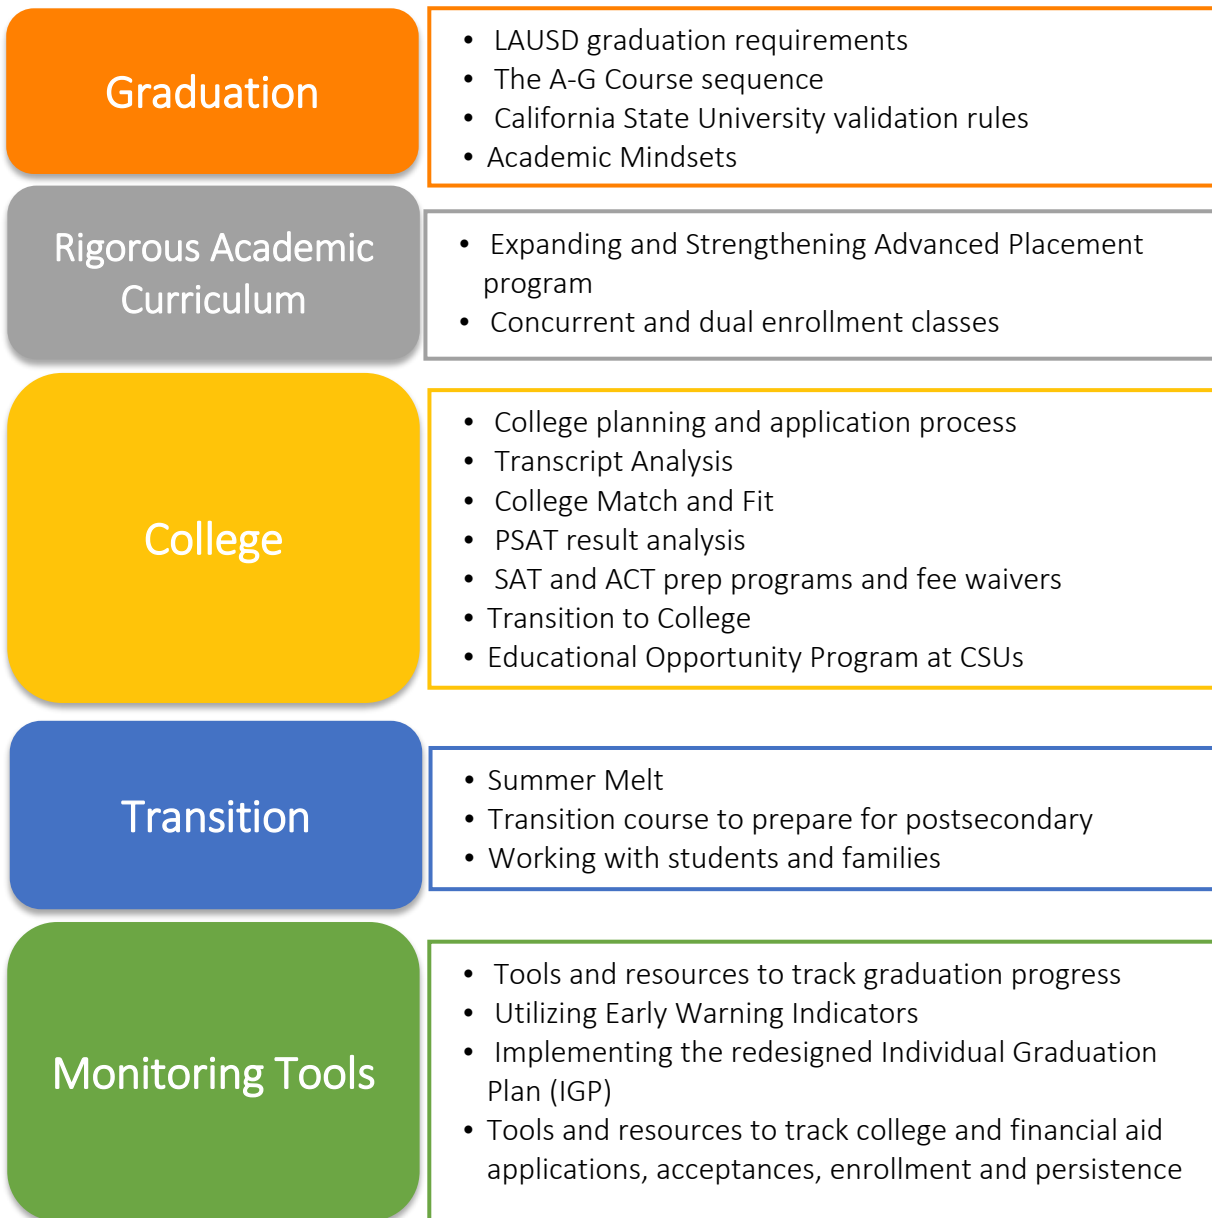 Graduation
• LAUSD graduation requirements
• The A-G Course sequence
• California State University validation rules
• Academic Mindsets
Rigorous Academic
Curriculum
• Expanding and Strengthening Advanced Placement
program
• Concurrent and dual enrollment classes
College
• College planning and application process
• Transcript Analysis
• College Match and Fit
• PSAT result analysis
• SAT and ACT prep programs and fee waivers
• Transition to College
• Educational Opportunity Program at CSUs
Transition
• Summer Melt
• Transition course to prepare for postsecondary
• Working with students and families
Monitoring Tools
• Tools and resources to track graduation progress
• Utilizing Early Warning Indicators
• Implementing the redesigned Individual Graduation
Plan (IGP)
• Tools and resources to track college and financial aid
applications, acceptances, enrollment and persistence